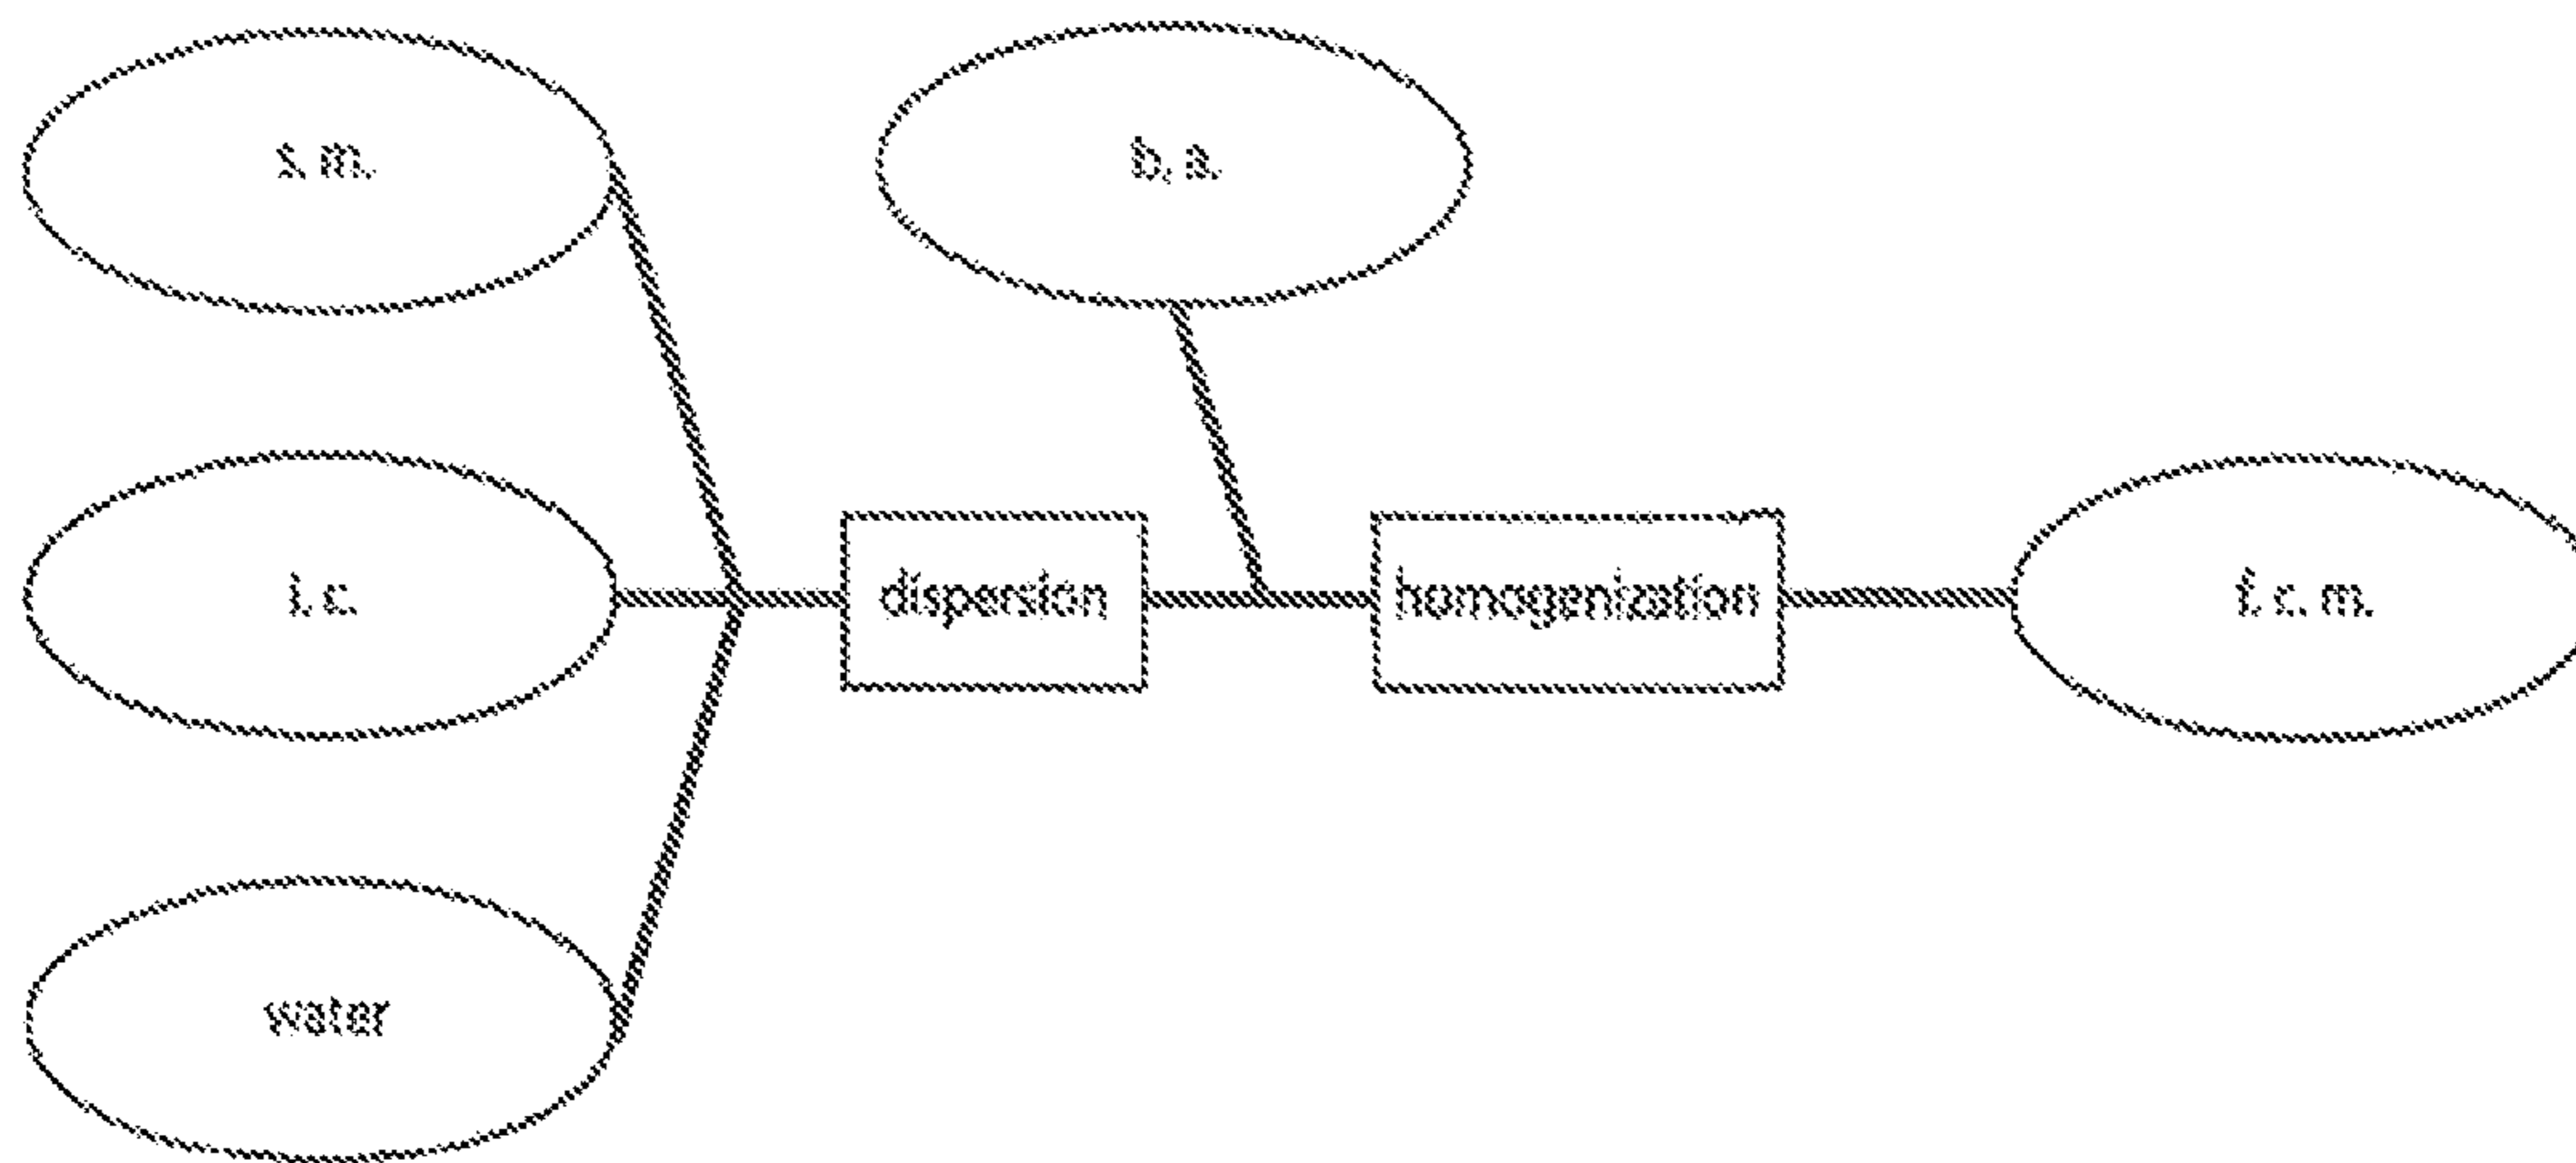 s. m.
b. a.
i. c.
dispersion
homogenization
f. c. m.
water